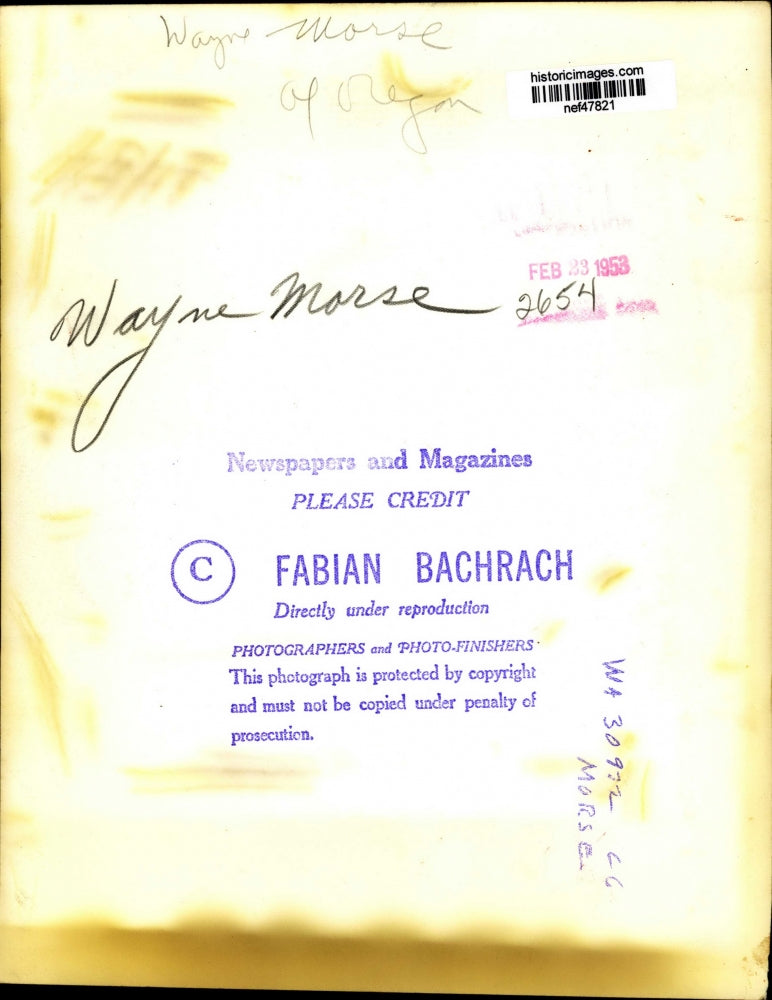 Wayne Morse
of Oregon
historicimages.com
nef47821
FEB 23 1953
Wayne Morse 2654
Newspapers and Magazines
PLEASE CREDIT
C FABIAN BACHRACH
Directly under reproduction
PHOTOGRAPHERS and PHOTO-FINISHERS
This photograph is protected by copyright
and must not be copied under penalty of
prosecution.
MORSE